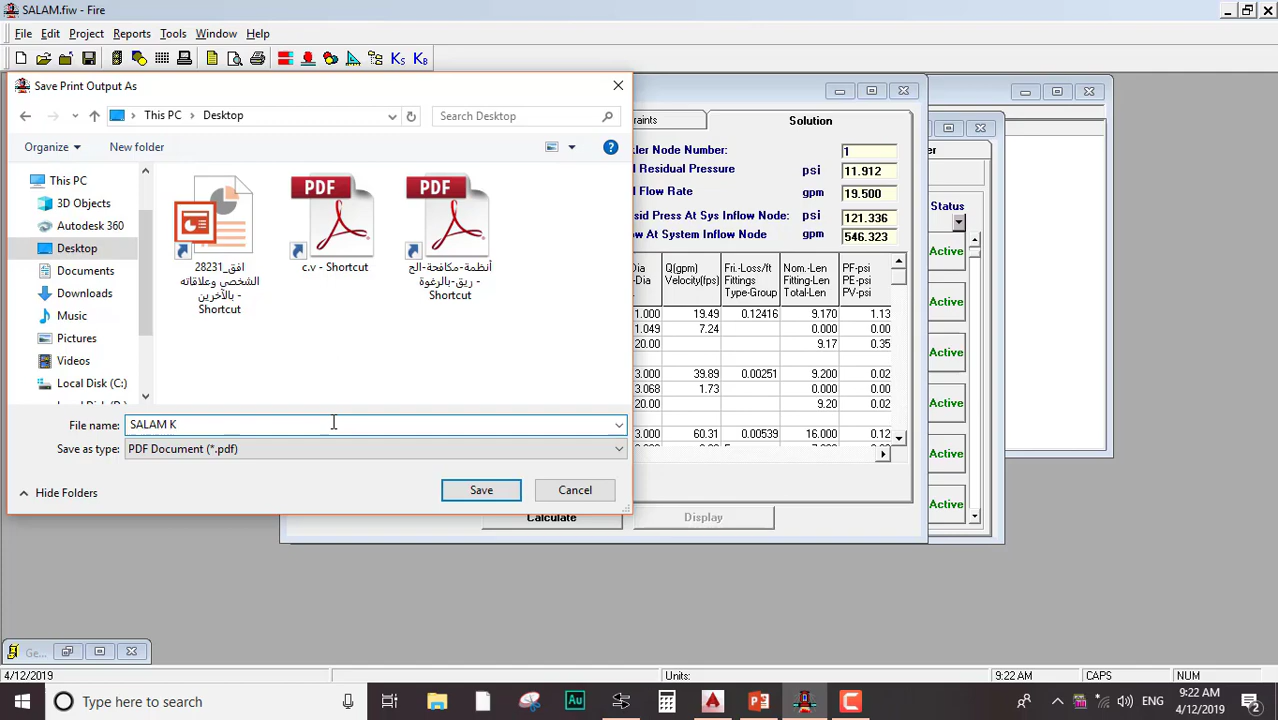 SALAM.fiw - Fire
File Edit Project Reports Tools Window Help
KS KB
Save Print Output As
This PC Desktop
Search Desktop
Organize New folder
This PC
3D Objects
Autodesk 360
Desktop
Documents
Downloads
Music
Pictures
Videos
Local Disk (C:)
PDF
PDF
افق_28231
الشخصي وعلاقاته
بالآخرين -
Shortcut
c.v - Shortcut
أنظمة-مكافحة-الح
ريق-بالرغوة -
Shortcut
File name: SALAM K
Save as type: PDF Document (*.pdf)
Hide Folders
Save Cancel
raints Solution
kler Node Number: 1
l Residual Pressure psi 11.912
l Flow Rate gpm 19.500
sid Press At Sys Inflow Node: psi 121.336
ow At System Inflow Node gpm 546.323
Dia Q(gpm) Fri.-Loss/ft Nom.-Len PF-psi
-Dia Velocity(fps) Fittings Fitting-Len PE-psi
Type-Group Total-Len PV-psi
1.000 19.49 0.12416 9.170 1.13
1.049 7.24 0.000 0.00
20.00 9.17 0.35
3.000 39.89 0.00251 9.200 0.02
3.068 1.73 0.000 0.00
20.00 9.20 0.02
3.000 60.31 0.00539 16.000 0.12
Calculate Display
er
Status
Active
Active
Active
Active
Active
Active
Ge...
4/12/2019 Units: 9:22 AM CAPS NUM
Type here to search
Au
ENG
9:22 AM
4/12/2019
2